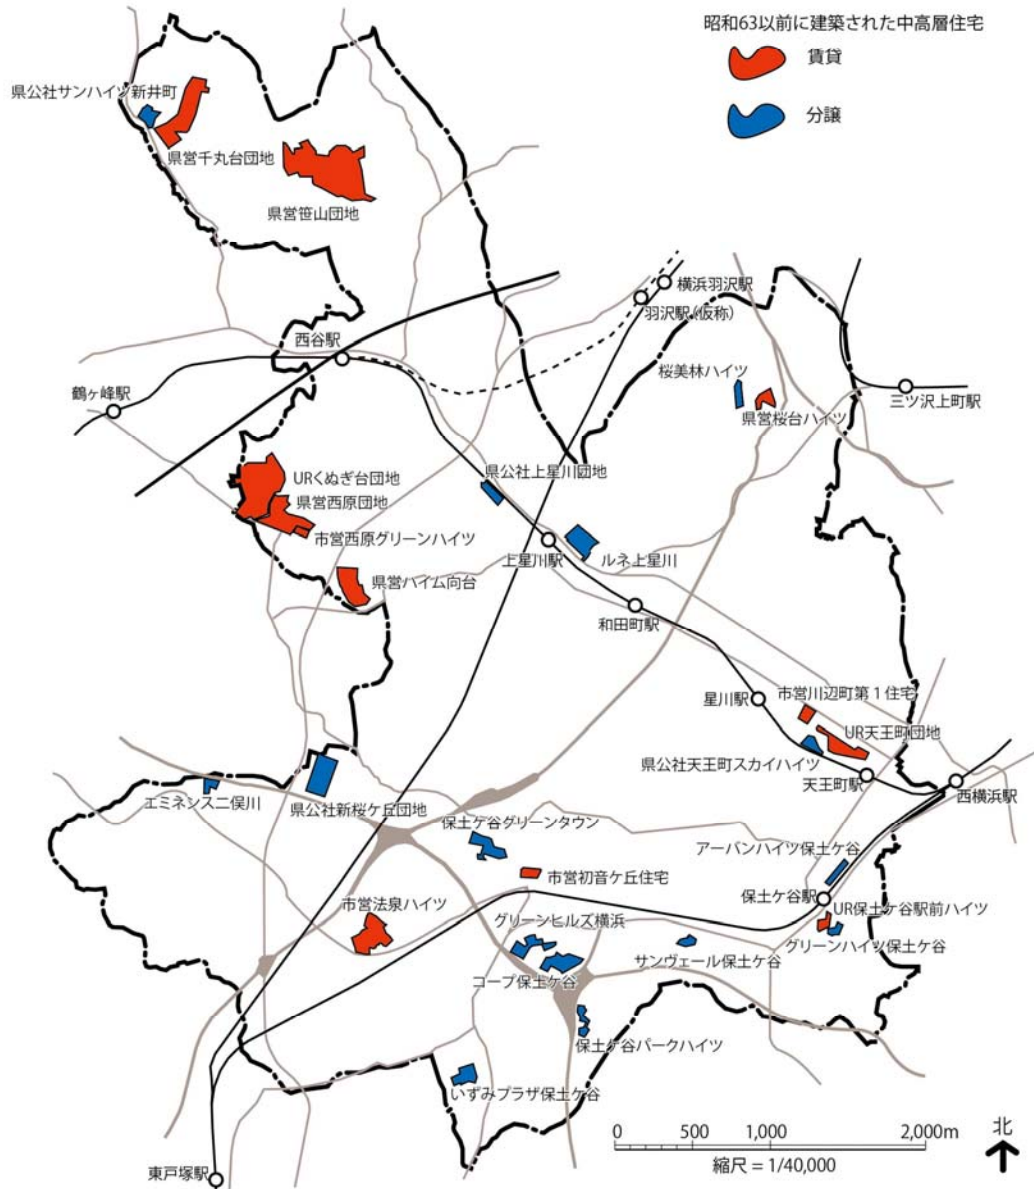 昭和63以前に建築された中高層住宅
賃貸
分譲
県公社サンハイツ新井町
県営千丸台団地
県営笹山団地
横浜羽沢駅
羽沢駅(仮称)
西谷駅
鶴ヶ峰駅
桜美林ハイツ
三ツ沢上町駅
県営桜台ハイツ
URくぬぎ台団地
県公社上星川団地
県営西原団地
市営西原グリーンハイツ
上星川駅
ルネ上星川
県営ハイム向台
和田町駅
星川駅
市営川辺町第1住宅
UR天王町団地
県公社天王町スカイハイツ
天王町駅
西横浜駅
エミネンス二俣川
県公社新桜ケ丘団地
保土ケ谷グリーンタウン
アーバンハイツ保土ケ谷
市営初音ケ丘住宅
保土ケ谷駅
市営法泉ハイツ
UR保土ケ谷駅前ハイツ
グリーンヒルズ横浜
グリーンハイツ保土ケ谷
サンヴェール保土ケ谷
コープ保土ケ谷
保土ケ谷パークハイツ
いずみプラザ保土ケ谷
0 500 1,000 2,000m
縮尺 = 1/40,000
北
東戸塚駅